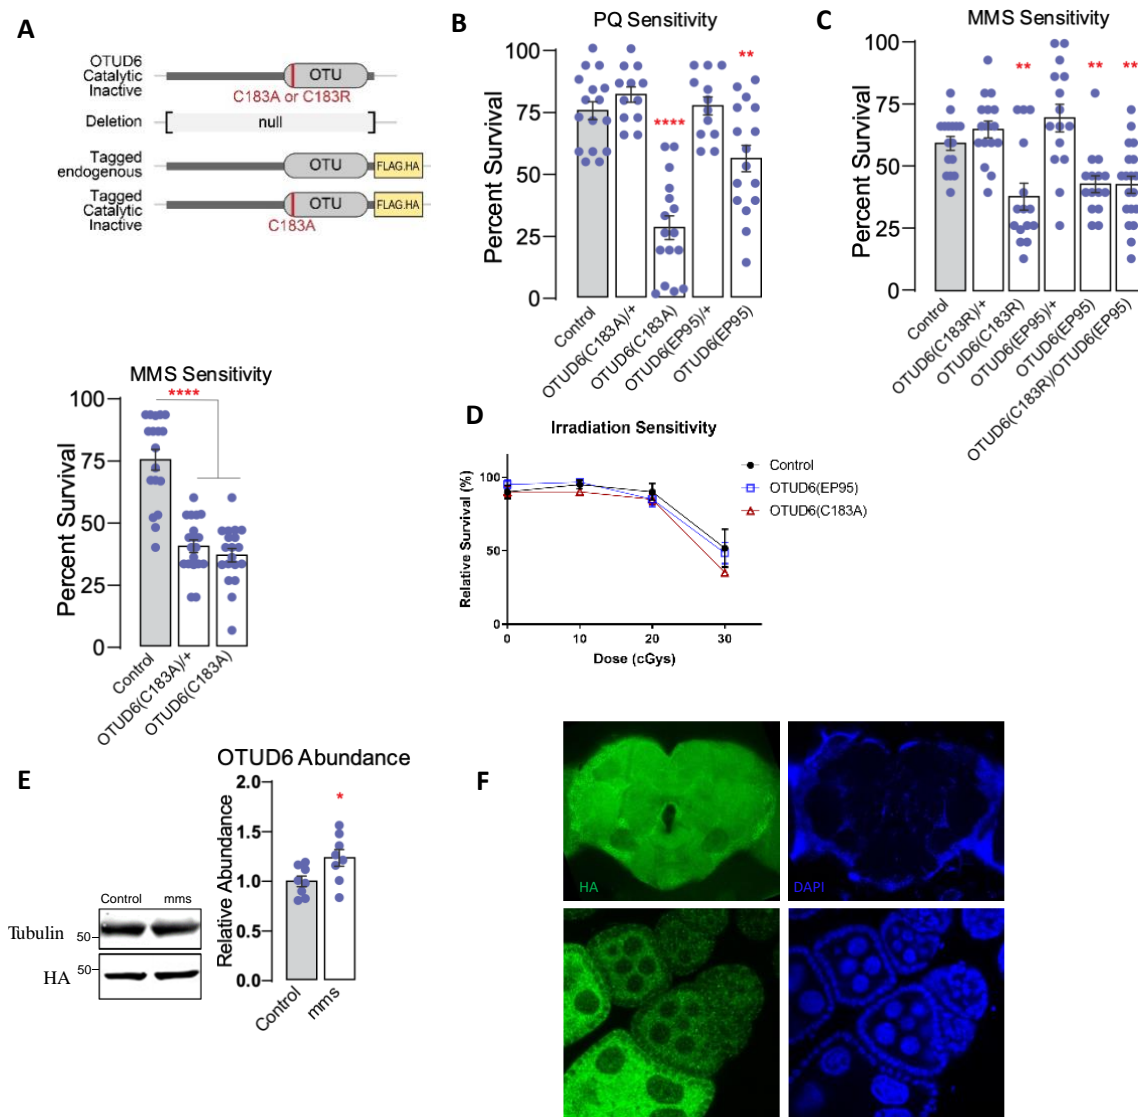 A
OTUD6
Catalytic
Inactive
OTU
C183A or C183R
Deletion
null
Tagged
endogenous
OTU
FLAG.HA
Tagged
Catalytic
Inactive
OTU
FLAG.HA
C183A
B
PQ Sensitivity
Percent Survival
100
75
50
25
0
****
**
Control
OTUD6(C183A)/+
OTUD6(C183A)
OTUD6(EP95)/+
OTUD6(EP95)
C
MMS Sensitivity
Percent Survival
100
75
50
25
0
**
**
**
Control
OTUD6(C183R)/+
OTUD6(C183R)
OTUD6(EP95)/+
OTUD6(EP95)
OTUD6(C183R)/OTUD6(EP95)
MMS Sensitivity
Percent Survival
100
75
50
25
0
****
Control
OTUD6(C183A)/+
OTUD6(C183A)
D
Irradiation Sensitivity
Relative Survival (%)
100
50
0
0
10
20
30
Dose (cGys)
Control
OTUD6(EP95)
OTUD6(C183A)
E
Control
mms
Tubulin
50
HA
50
OTUD6 Abundance
Relative Abundance
2.0
1.5
1.0
0.5
0.0
*
Control
mms
F
HA
DAPI